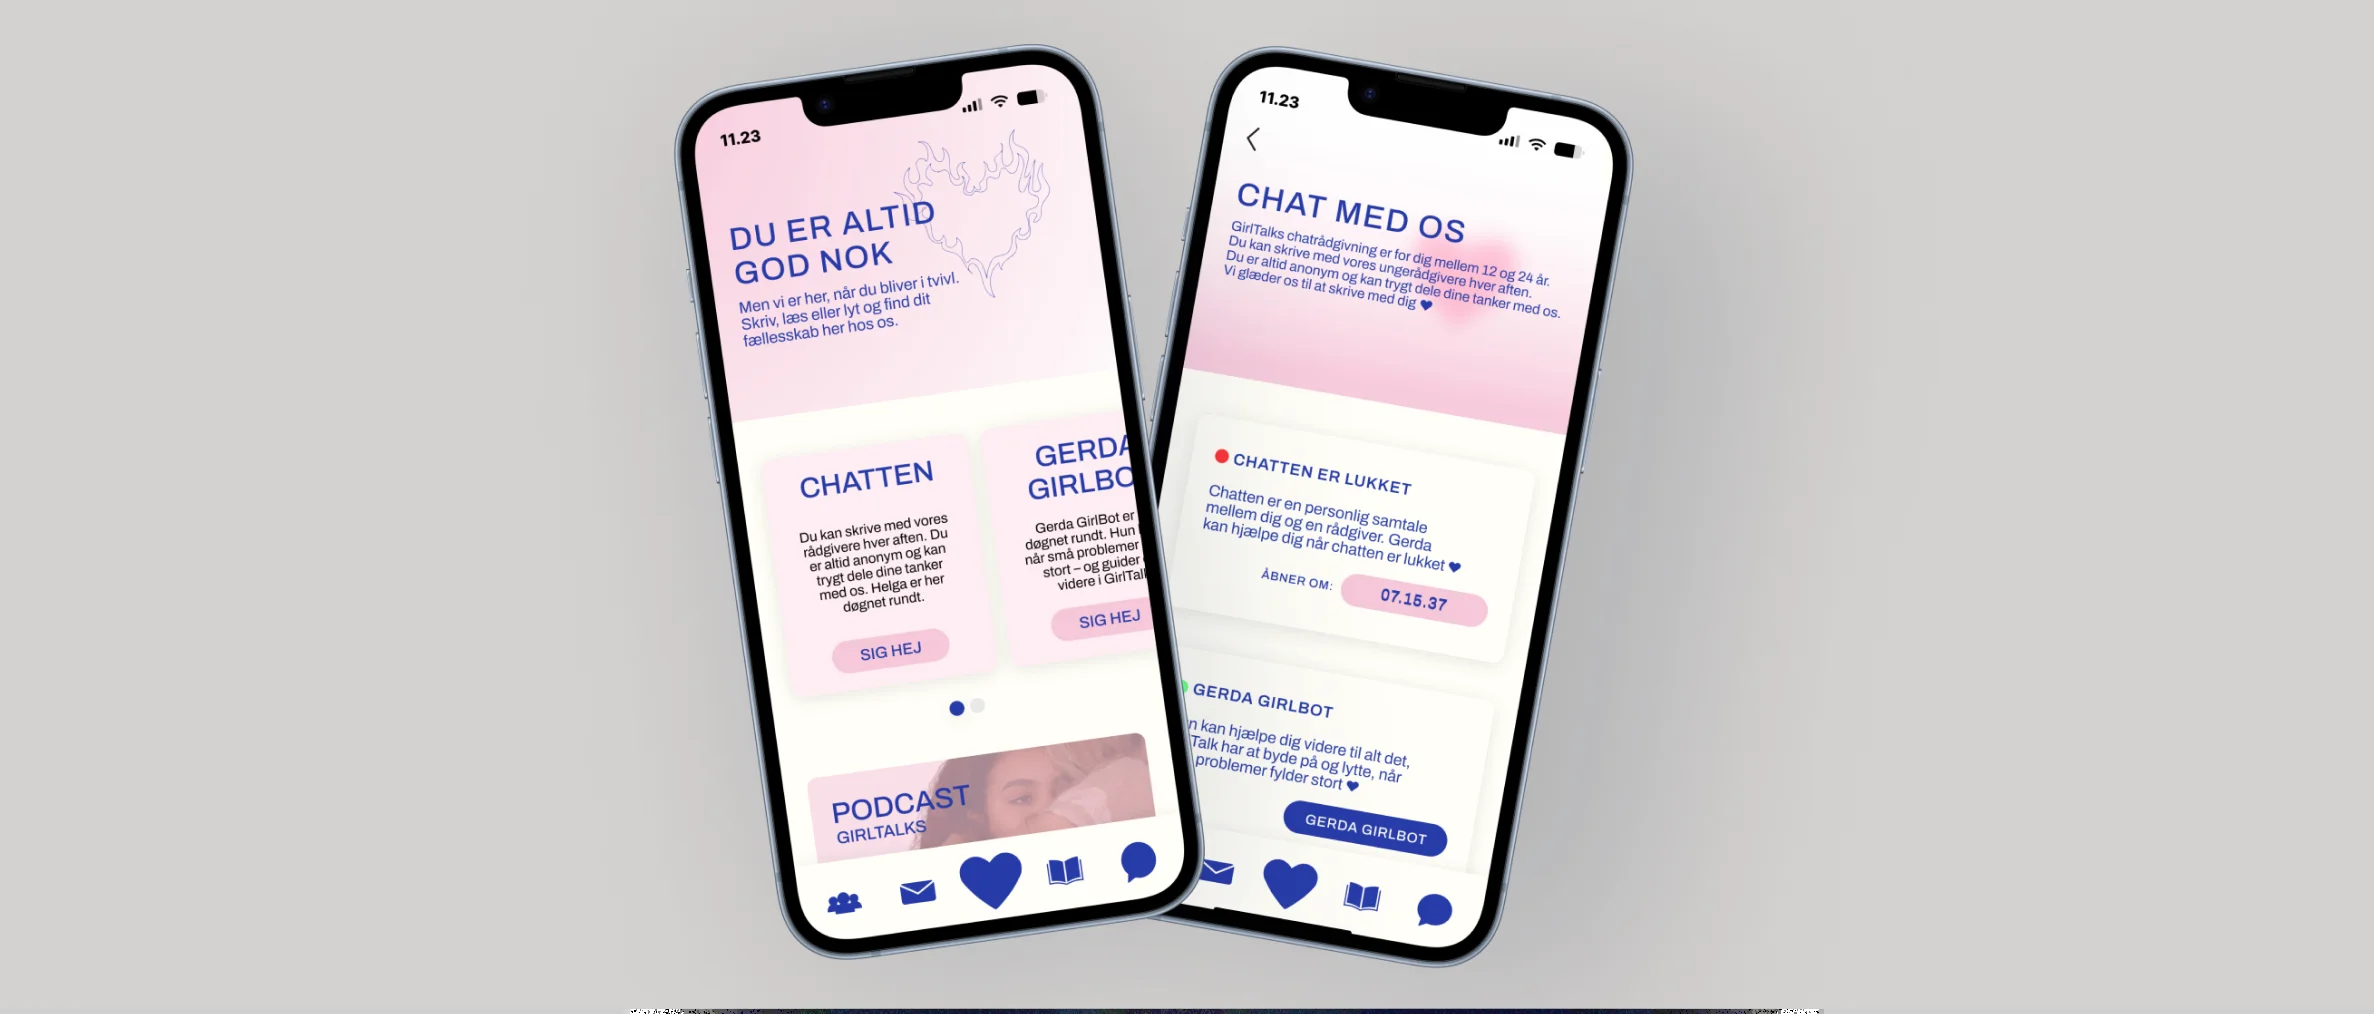 11.23
DU ER ALTID
GOD NOK
Men vi er her, når du bliver i tvivl.
Skriv, læs eller lyt og find dit
fællesskab her hos os.
CHATTEN
Du kan skrive med vores
rådgivere hver aften. Du
er altid anonym og kan
trygt dele dine tanker
med os. Helga er her
døgnet rundt.
SIG HEJ
GERDA
GIRLBO
Gerda GirlBot er
døgnet rundt. Hun
når små problemer
stort – og guider
videre i GirlTal
SIG HEJ
PODCAST
GIRLTALKS
11.23
CHAT MED OS
GirlTalks chatrådgivning er for dig mellem 12 og 24 år.
Du kan skrive med vores ungerådgivere hver aften.
Du er altid anonym og kan trygt dele dine tanker med os.
Vi glæder os til at skrive med dig
CHATTEN ER LUKKET
Chatten er en personlig samtale
mellem dig og en rådgiver. Gerda
kan hjælpe dig når chatten er lukket
ÅBNER OM:
07.15.37
GERDA GIRLBOT
n kan hjælpe dig videre til alt det,
Talk har at byde på og lytte, når
problemer fylder stort
GERDA GIRLBOT